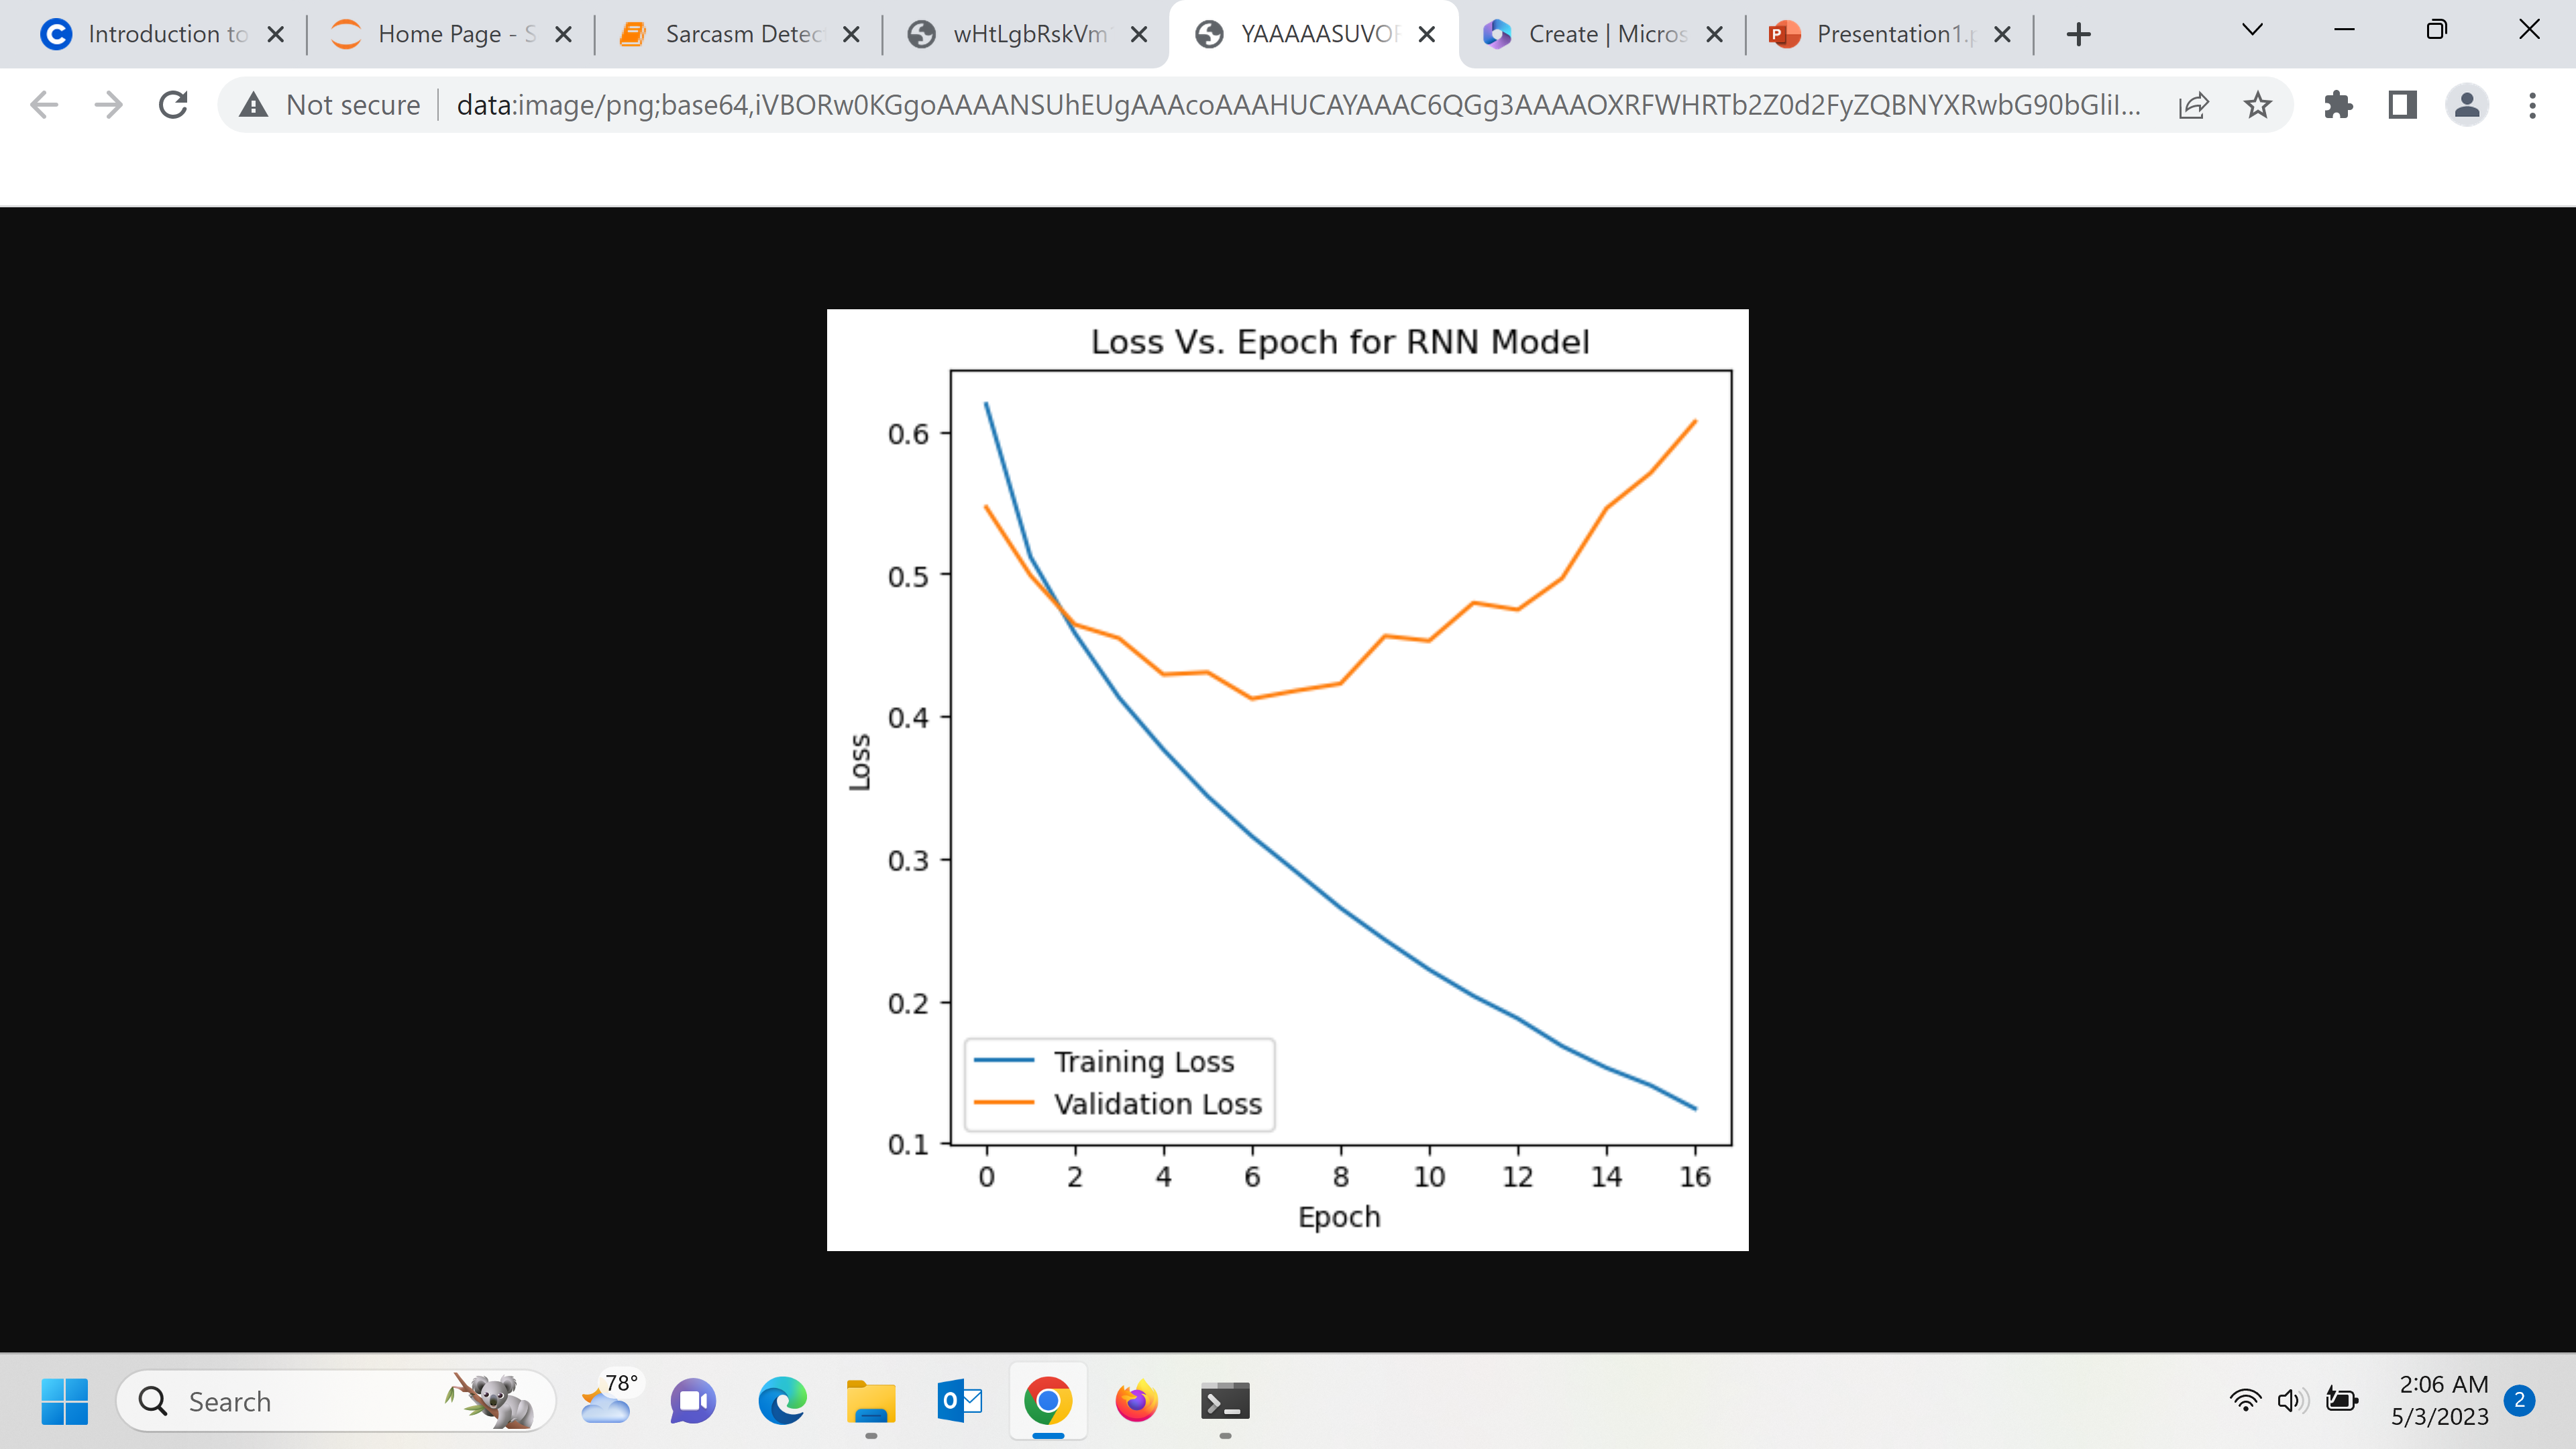 Introduction to
Home Page - S
Sarcasm Detec
wHtLgbRskVm
YAAAAASUVOR
Create | Micros
Presentation1.p
Not secure
data:image/png;base64,iVBORw0KGgoAAAANSUhEUgAAAcoAAAHUCAYAAAC6QGg3AAAAOXRFWHRTb2Z0d2FyZQBNYXRwbG90bGliI...
Loss Vs. Epoch for RNN Model
0.6
0.5
0.4
0.3
0.2
0.1
Loss
Training Loss
Validation Loss
0 2 4 6 8 10 12 14 16
Epoch
Search
78°
2:06 AM
5/3/2023
2